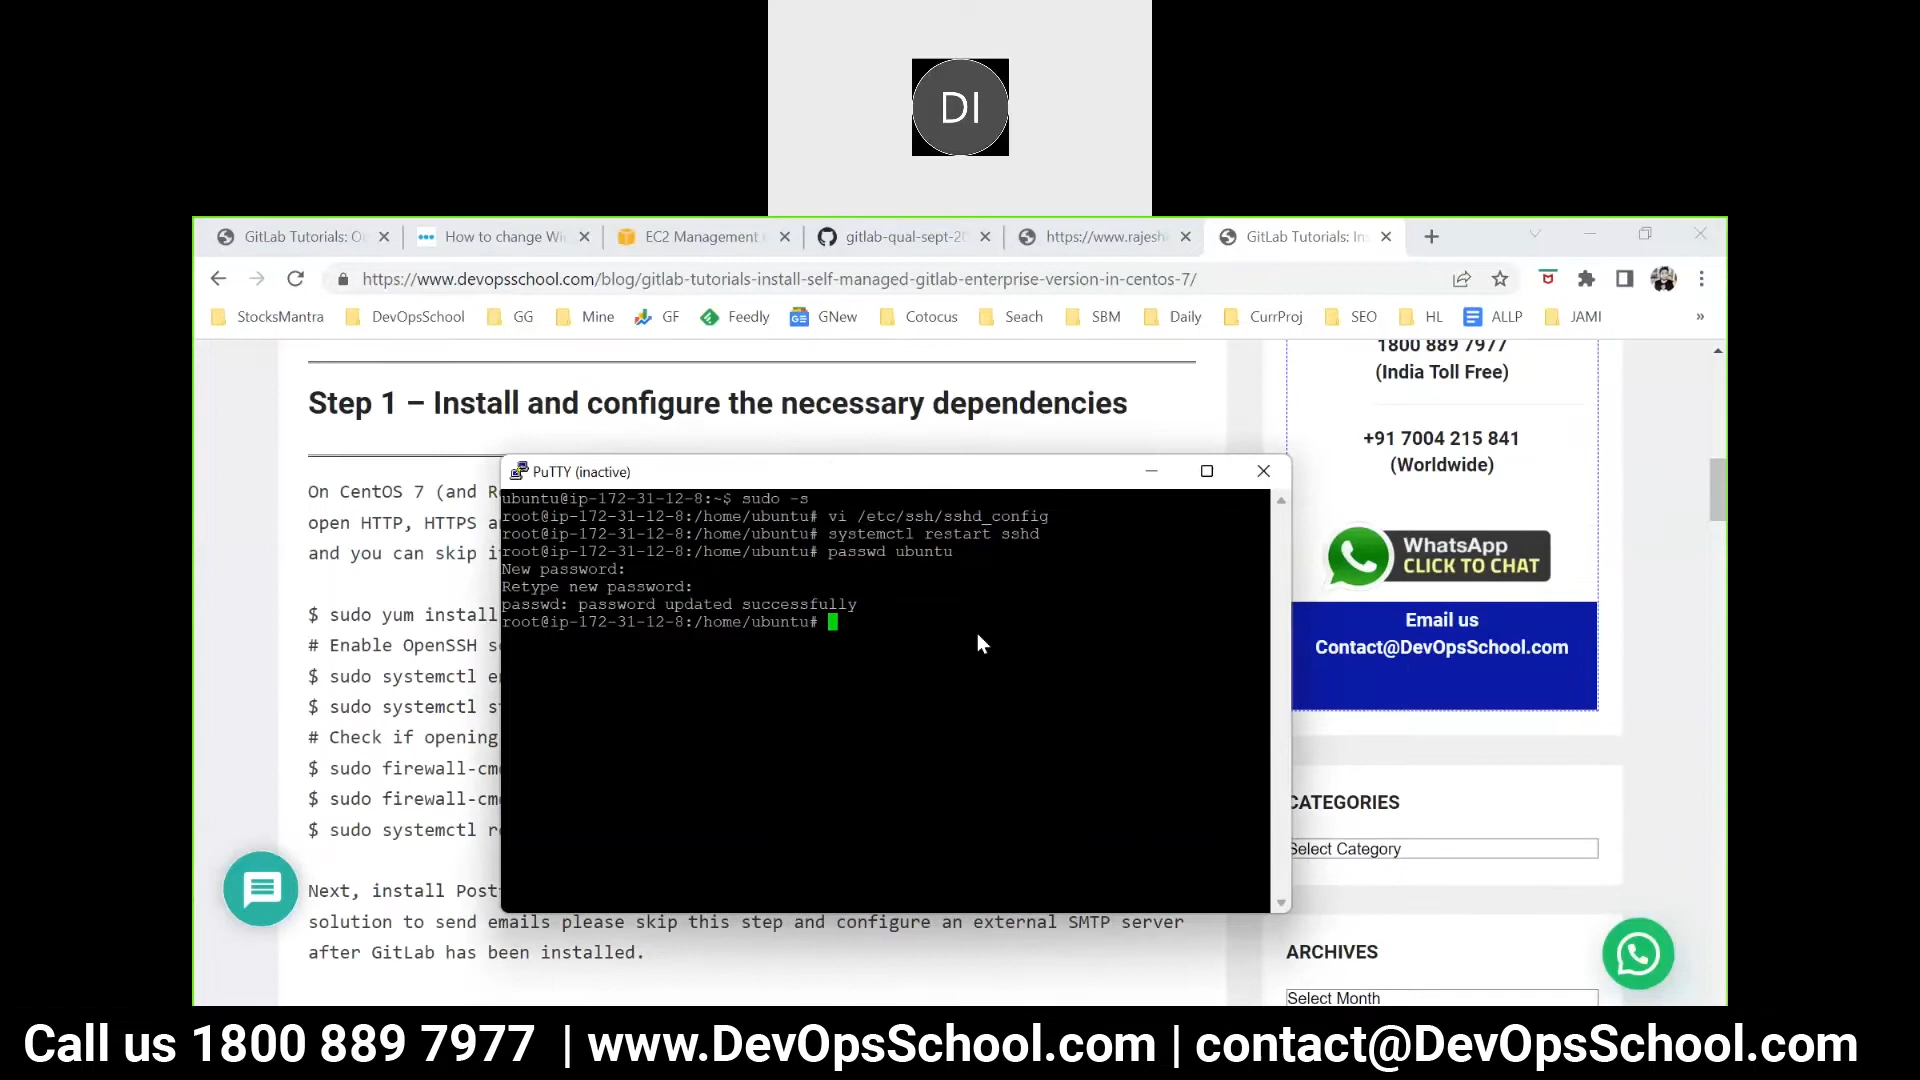 DI
GitLab Tutorials: O
How to change Wi
EC2 Management
gitlab-qual-sept-20
https://www.rajesh
GitLab Tutorials: In
https://www.devopsschool.com/blog/gitlab-tutorials-install-self-managed-gitlab-enterprise-version-in-centos-7/
StocksMantra DevOpsSchool GG Mine GF Feedly GNew Cotocus Seach SBM Daily CurrProj SEO HL ALLP JAMI »
Step 1 – Install and configure the necessary dependencies
On CentOS 7 (and R
open HTTP, HTTPS a
and you can skip i
$ sudo yum install
# Enable OpenSSH s
$ sudo systemctl e
$ sudo systemctl s
# Check if opening
$ sudo firewall-cm
$ sudo firewall-cm
$ sudo systemctl r
Next, install Post
solution to send emails please skip this step and configure an external SMTP server
after GitLab has been installed.
PuTTY (inactive)
ubuntu@ip-172-31-12-8:~$ sudo -s
root@ip-172-31-12-8:/home/ubuntu# vi /etc/ssh/sshd_config
root@ip-172-31-12-8:/home/ubuntu# systemctl restart sshd
root@ip-172-31-12-8:/home/ubuntu# passwd ubuntu
New password:
Retype new password:
passwd: password updated successfully
root@ip-172-31-12-8:/home/ubuntu#
1800 889 7977
(India Toll Free)
+91 7004 215 841
(Worldwide)
WhatsApp
CLICK TO CHAT
Email us
Contact@DevOpsSchool.com
CATEGORIES
Select Category
ARCHIVES
Select Month
Call us 1800 889 7977 | www.DevOpsSchool.com | contact@DevOpsSchool.com